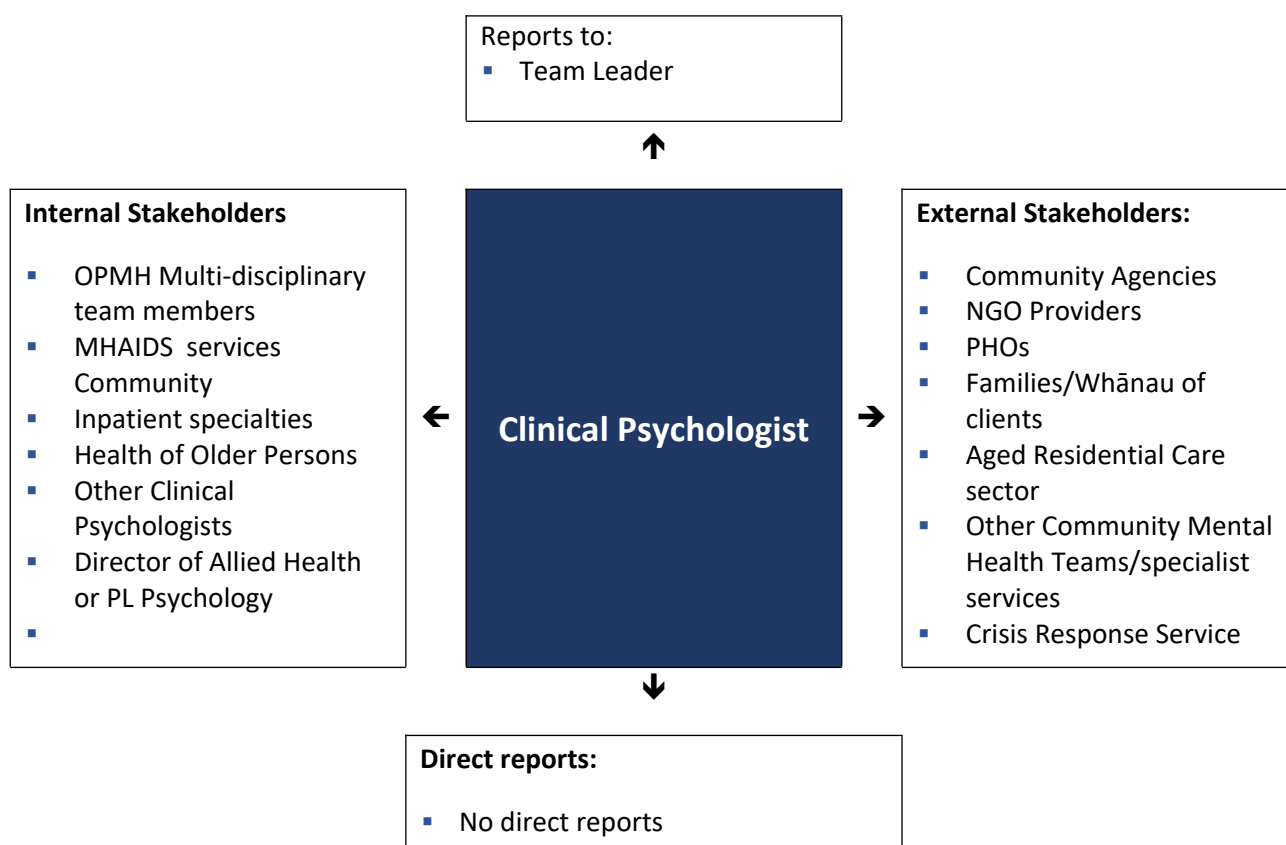 Reports to:
▪ Team Leader
Internal Stakeholders
▪ OPMH Multi-disciplinary
team members
▪ MHAIDS services
Community
▪ Inpatient specialties
▪ Health of Older Persons
▪ Other Clinical
Psychologists
▪ Director of Allied Health
or PL Psychology
▪
Clinical Psychologist
External Stakeholders:
▪ Community Agencies
▪ NGO Providers
▪ PHOs
▪ Families/Whānau of
clients
▪ Aged Residential Care
sector
▪ Other Community Mental
Health Teams/specialist
services
▪ Crisis Response Service
Direct reports:
▪ No direct reports